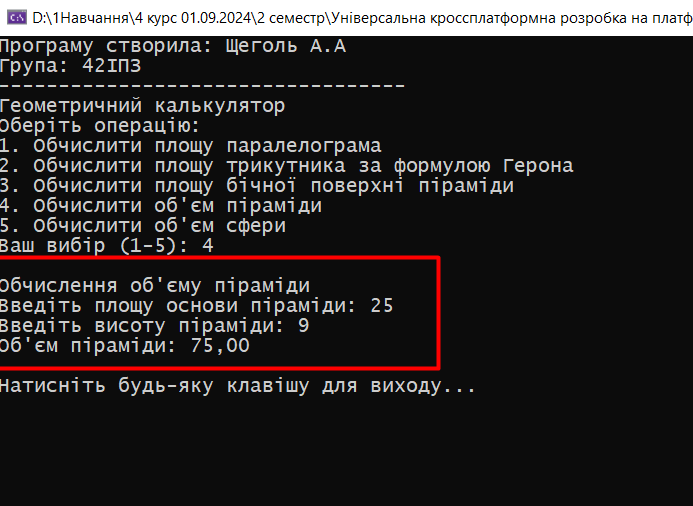 D:\1Навчання\4 курс 01.09.2024\2 семестр\Універсальна кроссплатформна розробка на платф
Програму створила: Щеголь А.А
Група: 42ІПЗ
----------------------------------
Геометричний калькулятор
Оберіть операцію:
1. Обчислити площу паралелограма
2. Обчислити площу трикутника за формулою Герона
3. Обчислити площу бічної поверхні піраміди
4. Обчислити об'єм піраміди
5. Обчислити об'єм сфери
Ваш вибір (1-5): 4
Обчислення об'єму піраміди
Введіть площу основи піраміди: 25
Введіть висоту піраміди: 9
Об'єм піраміди: 75,00
Натисніть будь-яку клавішу для виходу...